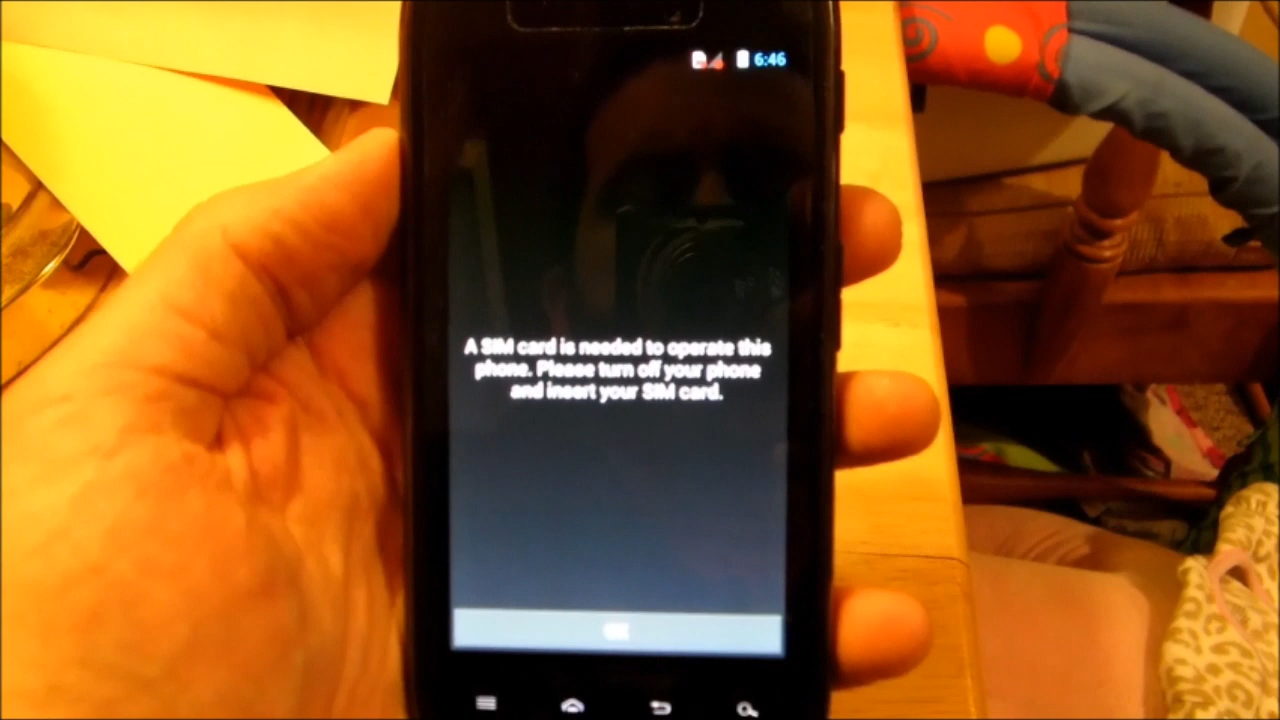 6:46
A SIM card is needed to operate this
phone. Please turn off your phone
and insert your SIM card.